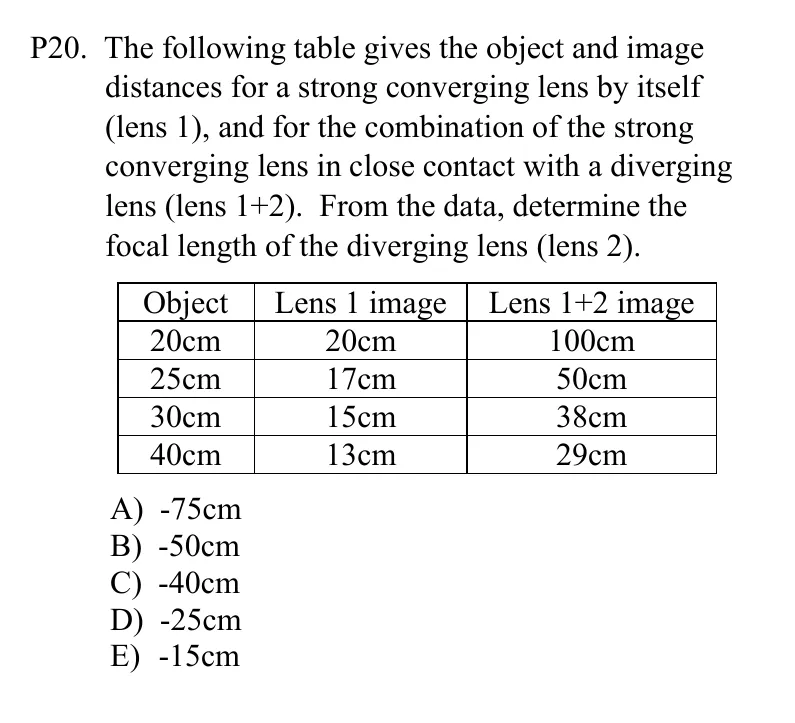 P20. The following table gives the object and image
distances for a strong converging lens by itself
(lens 1), and for the combination of the strong
converging lens in close contact with a diverging
lens (lens 1+2). From the data, determine the
focal length of the diverging lens (lens 2).
Object Lens 1 image Lens 1+2 image
20cm 20cm 100cm
25cm 17cm 50cm
30cm 15cm 38cm
40cm 13cm 29cm
A) -75cm
B) -50cm
C) -40cm
D) -25cm
E) -15cm